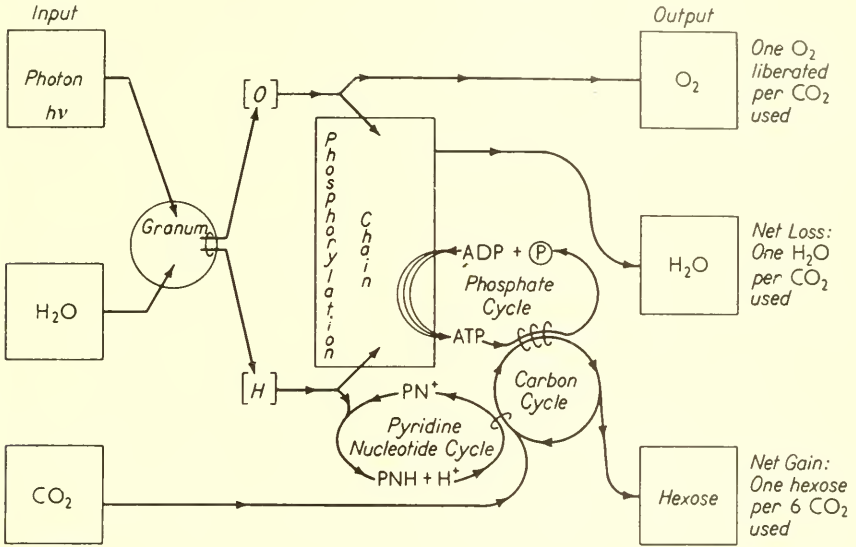 Input
Output
Photon
hν
[O]
O₂
One O₂
liberated
per CO₂
used
Phosphorylation
Chain
Granum
H₂O
H₂O
Net Loss:
One H₂O
per CO₂
used
ADP + P
Phosphate
Cycle
ATP
[H]
PN⁺
Carbon
Cycle
Pyridine
Nucleotide Cycle
PNH + H⁺
CO₂
Hexose
Net Gain:
One hexose
per 6 CO₂
used